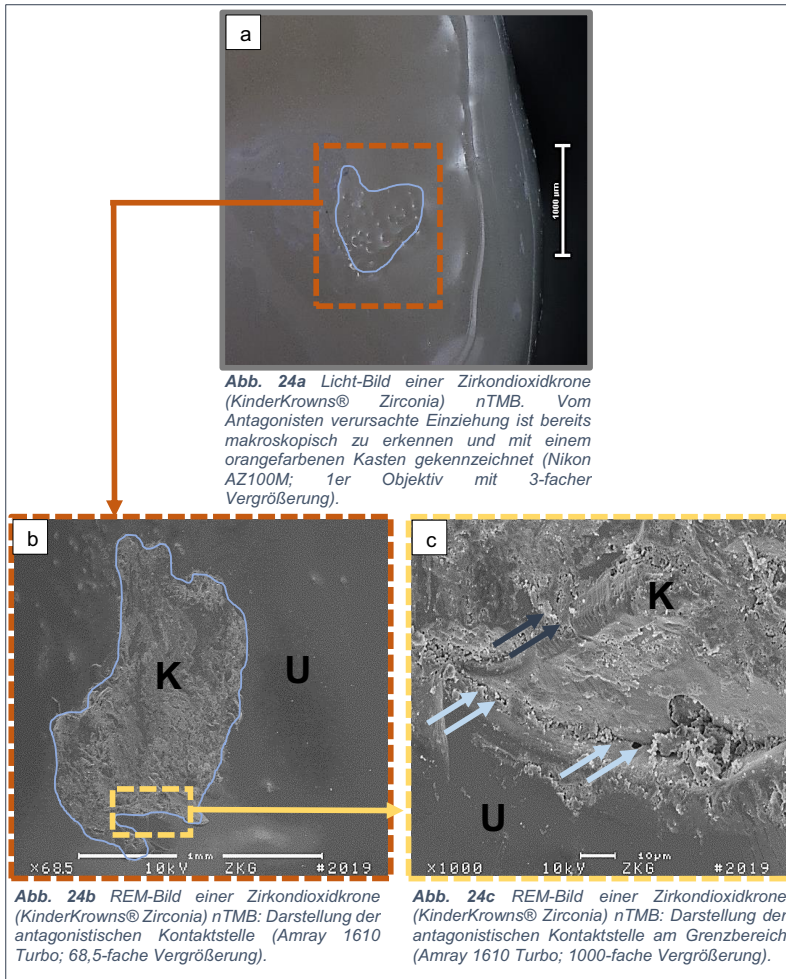 a
1000 µm
Abb. 24a Licht-Bild einer Zirkondioxidkrone
(KinderKrowns® Zirconia) nTMB. Vom
Antagonisten verursachte Einziehung ist bereits
makroskopisch zu erkennen und mit einem
orangefarbenen Kasten gekennzeichnet (Nikon
AZ100M; 1er Objektiv mit 3-facher
Vergrößerung).
b
K
U
X68.5 1mm 10kV ZKG #2019
Abb. 24b REM-Bild einer Zirkondioxidkrone
(KinderKrowns® Zirconia) nTMB: Darstellung der
antagonistischen Kontaktstelle (Amray 1610
Turbo; 68,5-fache Vergrößerung).
c
K
U
X1000 10kV 10µm ZKG #2019
Abb. 24c REM-Bild einer Zirkondioxidkrone
(KinderKrowns® Zirconia) nTMB: Darstellung der
antagonistischen Kontaktstelle am Grenzbereich
(Amray 1610 Turbo; 1000-fache Vergrößerung).